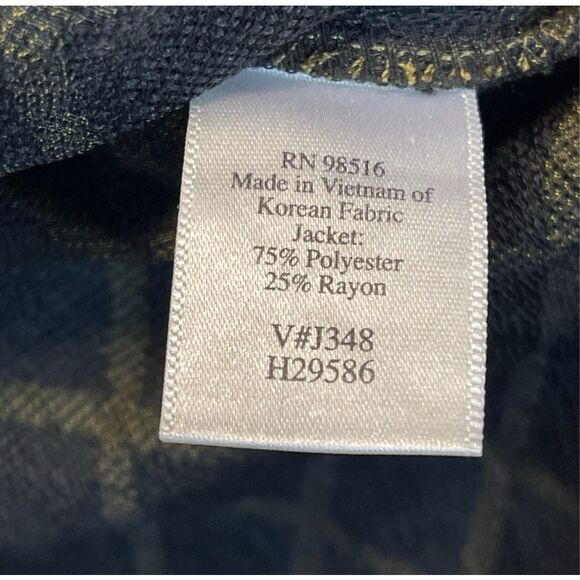 RN 98516
Made in Vietnam of
Korean Fabric
Jacket:
75% Polyester
25% Rayon
V#J348
H29586